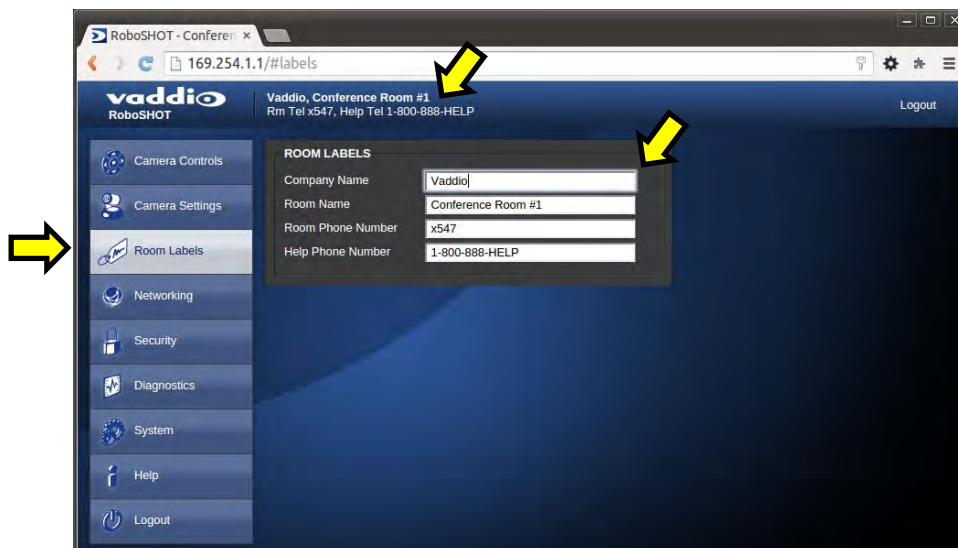 RoboSHOT - Conferen ×
169.254.1.1/#labels
vaddio
RoboSHOT
Vaddio, Conference Room #1
Rm Tel x547, Help Tel 1-800-888-HELP
Logout
Camera Controls
Camera Settings
Room Labels
Networking
Security
Diagnostics
System
Help
Logout
ROOM LABELS
Company Name Vaddio
Room Name Conference Room #1
Room Phone Number x547
Help Phone Number 1-800-888-HELP